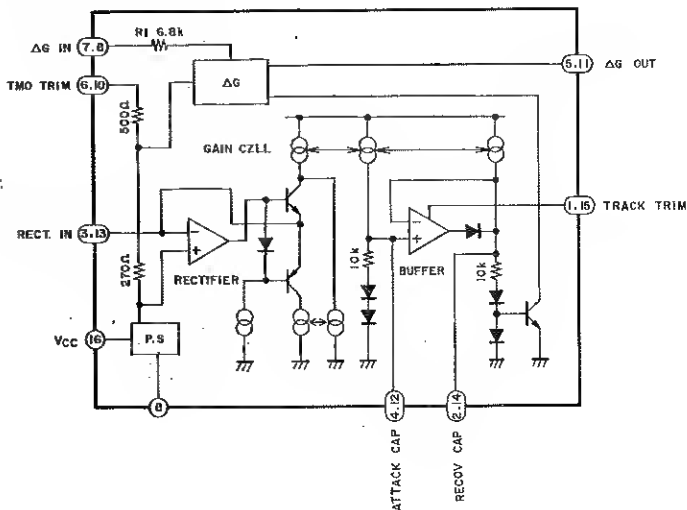 R1 6.8k
ΔG IN 7.8
ΔG
5.11 ΔG OUT
TMO TRIM 6.10
500Ω
GAIN CZLL
1.15 TRACK TRIM
RECT. IN 3.13
-
+
RECTIFIER
270Ω
10k
-
+
BUFFER
10k
VCC 16
P.S
8
ATTACK CAP 4.12
RECOV CAP 2.14